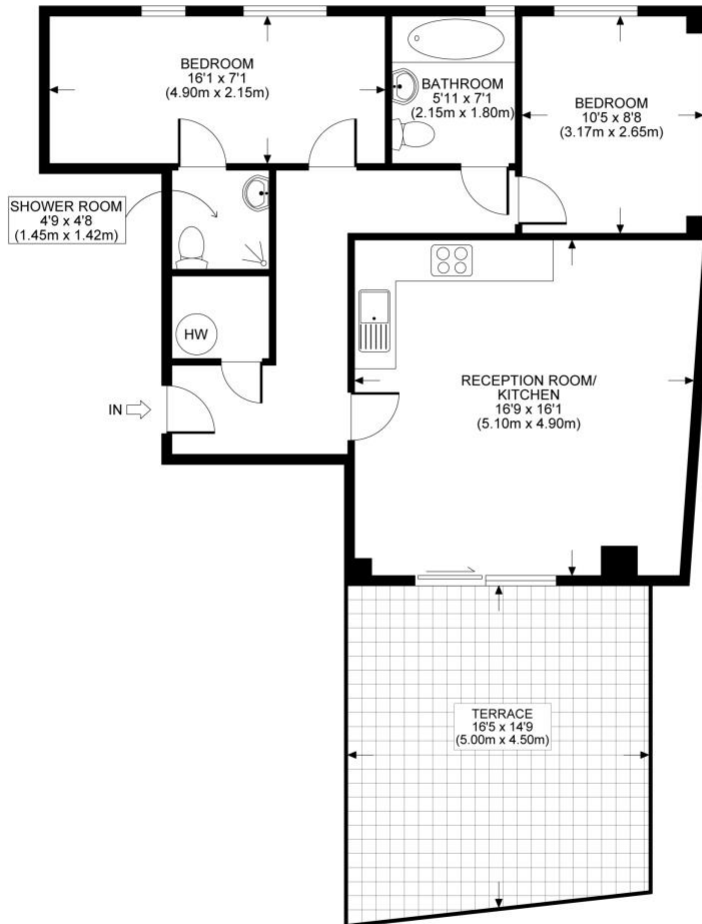 BEDROOM
16'1 x 7'1
(4.90m x 2.15m)
BATHROOM
5'11 x 7'1
(2.15m x 1.80m)
BEDROOM
10'5 x 8'8
(3.17m x 2.65m)
SHOWER ROOM
4'9 x 4'8
(1.45m x 1.42m)
HW
IN
RECEPTION ROOM/
KITCHEN
16'9 x 16'1
(5.10m x 4.90m)
TERRACE
16'5 x 14'9
(5.00m x 4.50m)